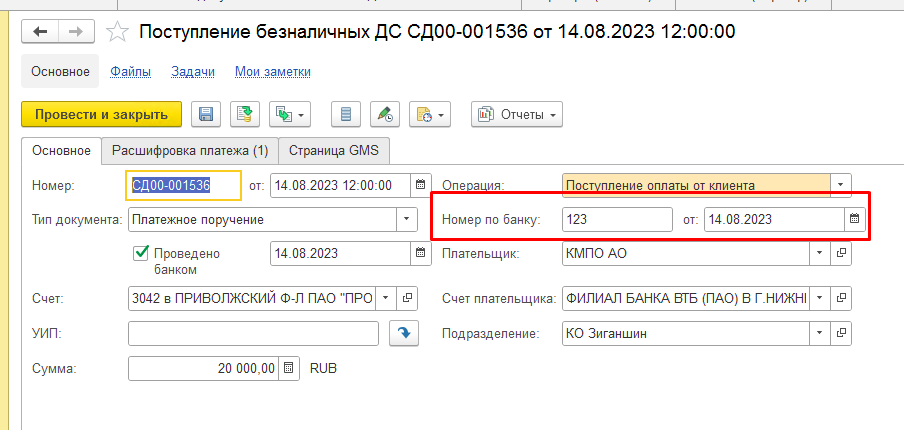 Поступление безналичных ДС СД00-001536 от 14.08.2023 12:00:00
Основное Файлы Задачи Мои заметки
Провести и закрыть Отчеты
Основное Расшифровка платежа (1) Страница GMS
Номер: СД00-001536 от: 14.08.2023 12:00:00 Операция: Поступление оплаты от клиента
Тип документа: Платежное поручение Номер по банку: 123 от: 14.08.2023
Проведено банком 14.08.2023 Плательщик: КМПО АО
Счет: 3042 в ПРИВОЛЖСКИЙ Ф-Л ПАО "ПРО Счет плательщика: ФИЛИАЛ БАНКА ВТБ (ПАО) В Г.НИЖНІ
УИП: Подразделение: КО Зиганшин
Сумма: 20 000,00 RUB